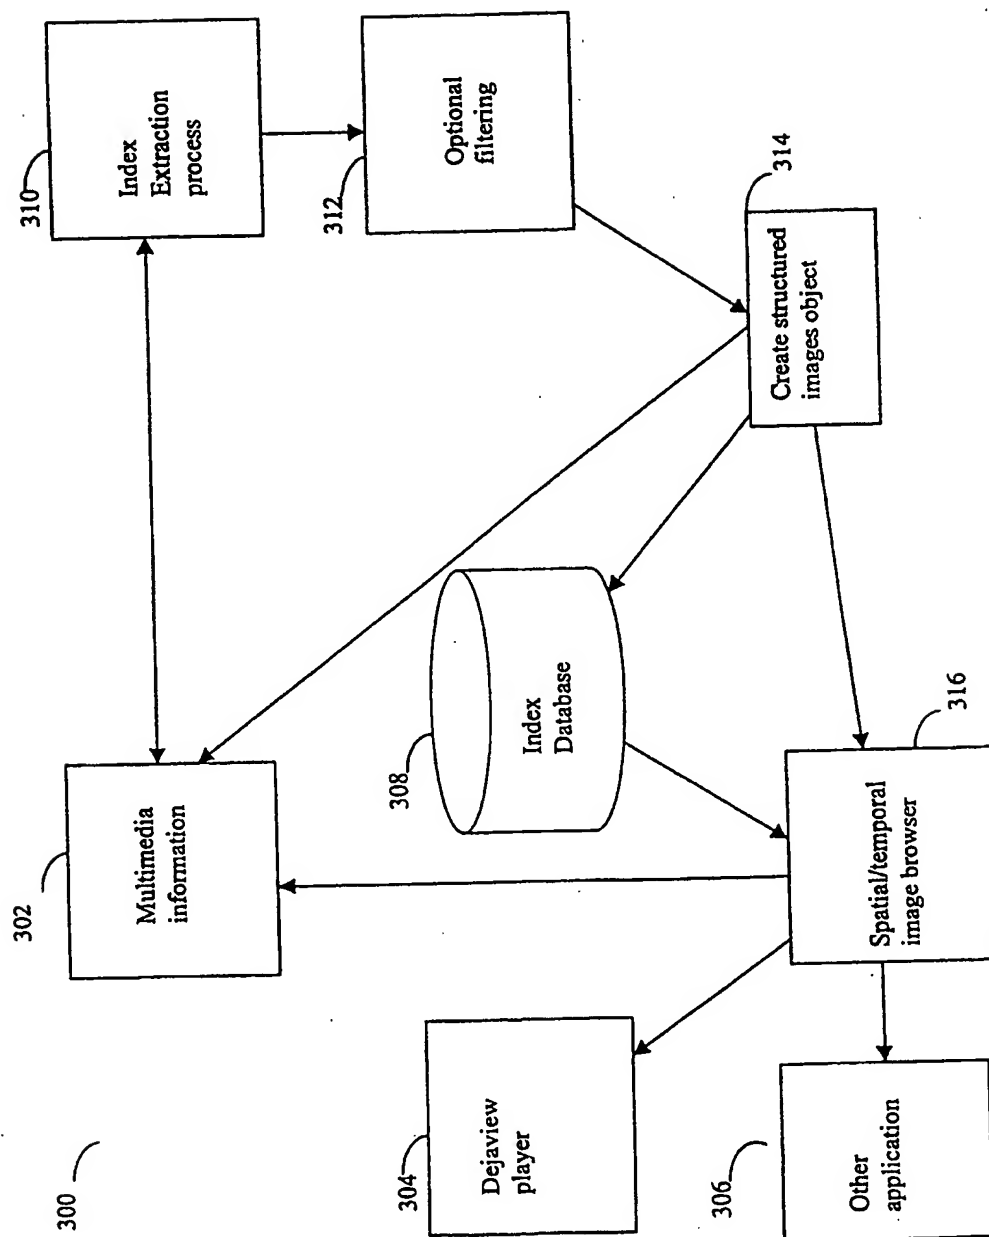 300
302
Multimedia
information
310
Index
Extraction
process
304
Dejaview
player
308
Index
Database
312
Optional
filtering
306
Other
application
Spatial/temporal
image browser
316
Create structured
images object
314